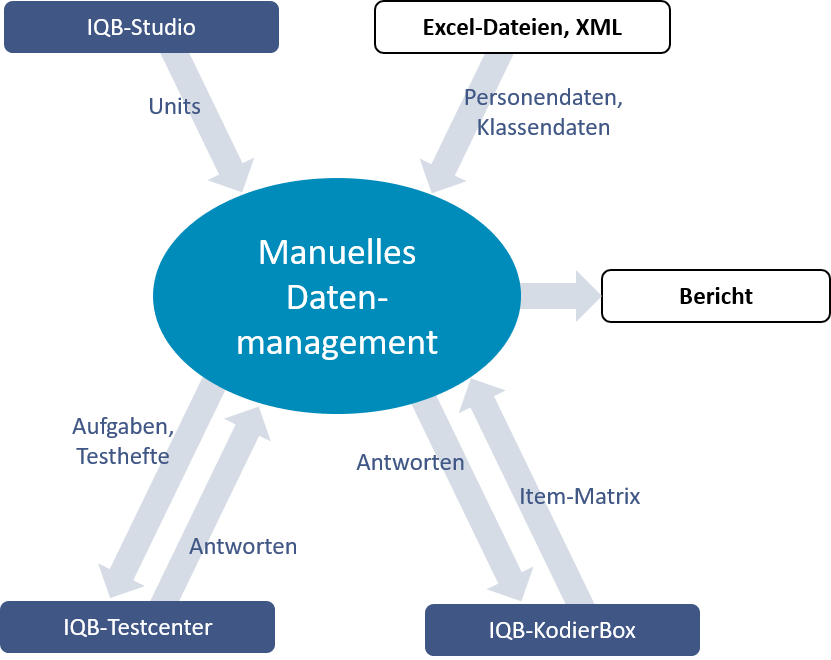 IQB-Studio
Excel-Dateien, XML
Units
Personendaten,
Klassendaten
Manuelles
Daten-
management
Bericht
Aufgaben,
Testhefte
Antworten
Antworten
Item-Matrix
IQB-Testcenter
IQB-KodierBox